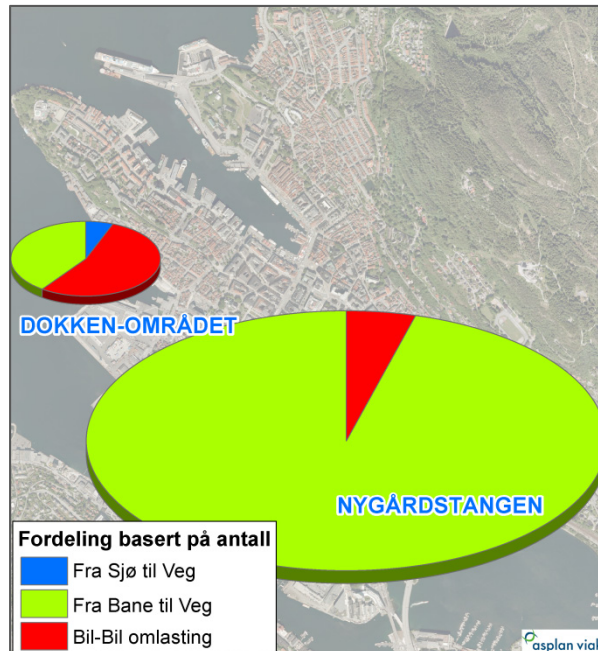 DOKKEN-OMRÅDET
NYGÅRDSTANGEN
Fordeling basert på antall
Fra Sjø til Veg
Fra Bane til Veg
Bil-Bil omlasting
asplan viak